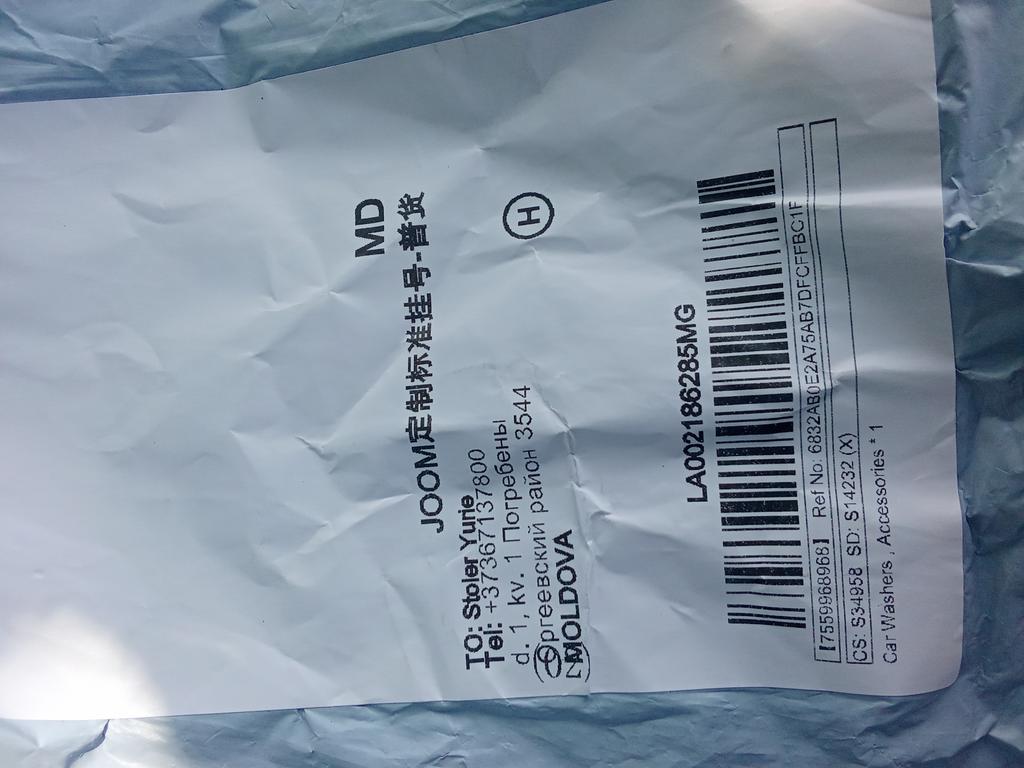 MD
JOOM定制标准挂号-普货
TO: Stoler Yurie
Tel: +37367137800
d. 1, kv. 1 Погребены
Оргеевский район 3544
MOLDOVA
H
LA002186285MG
【7559968968】 Ref No: 6832AB0E2A75AB7DFCFFBC1F
CS: S34958 SD: S14232 (X)
Car Washers , Accessories * 1